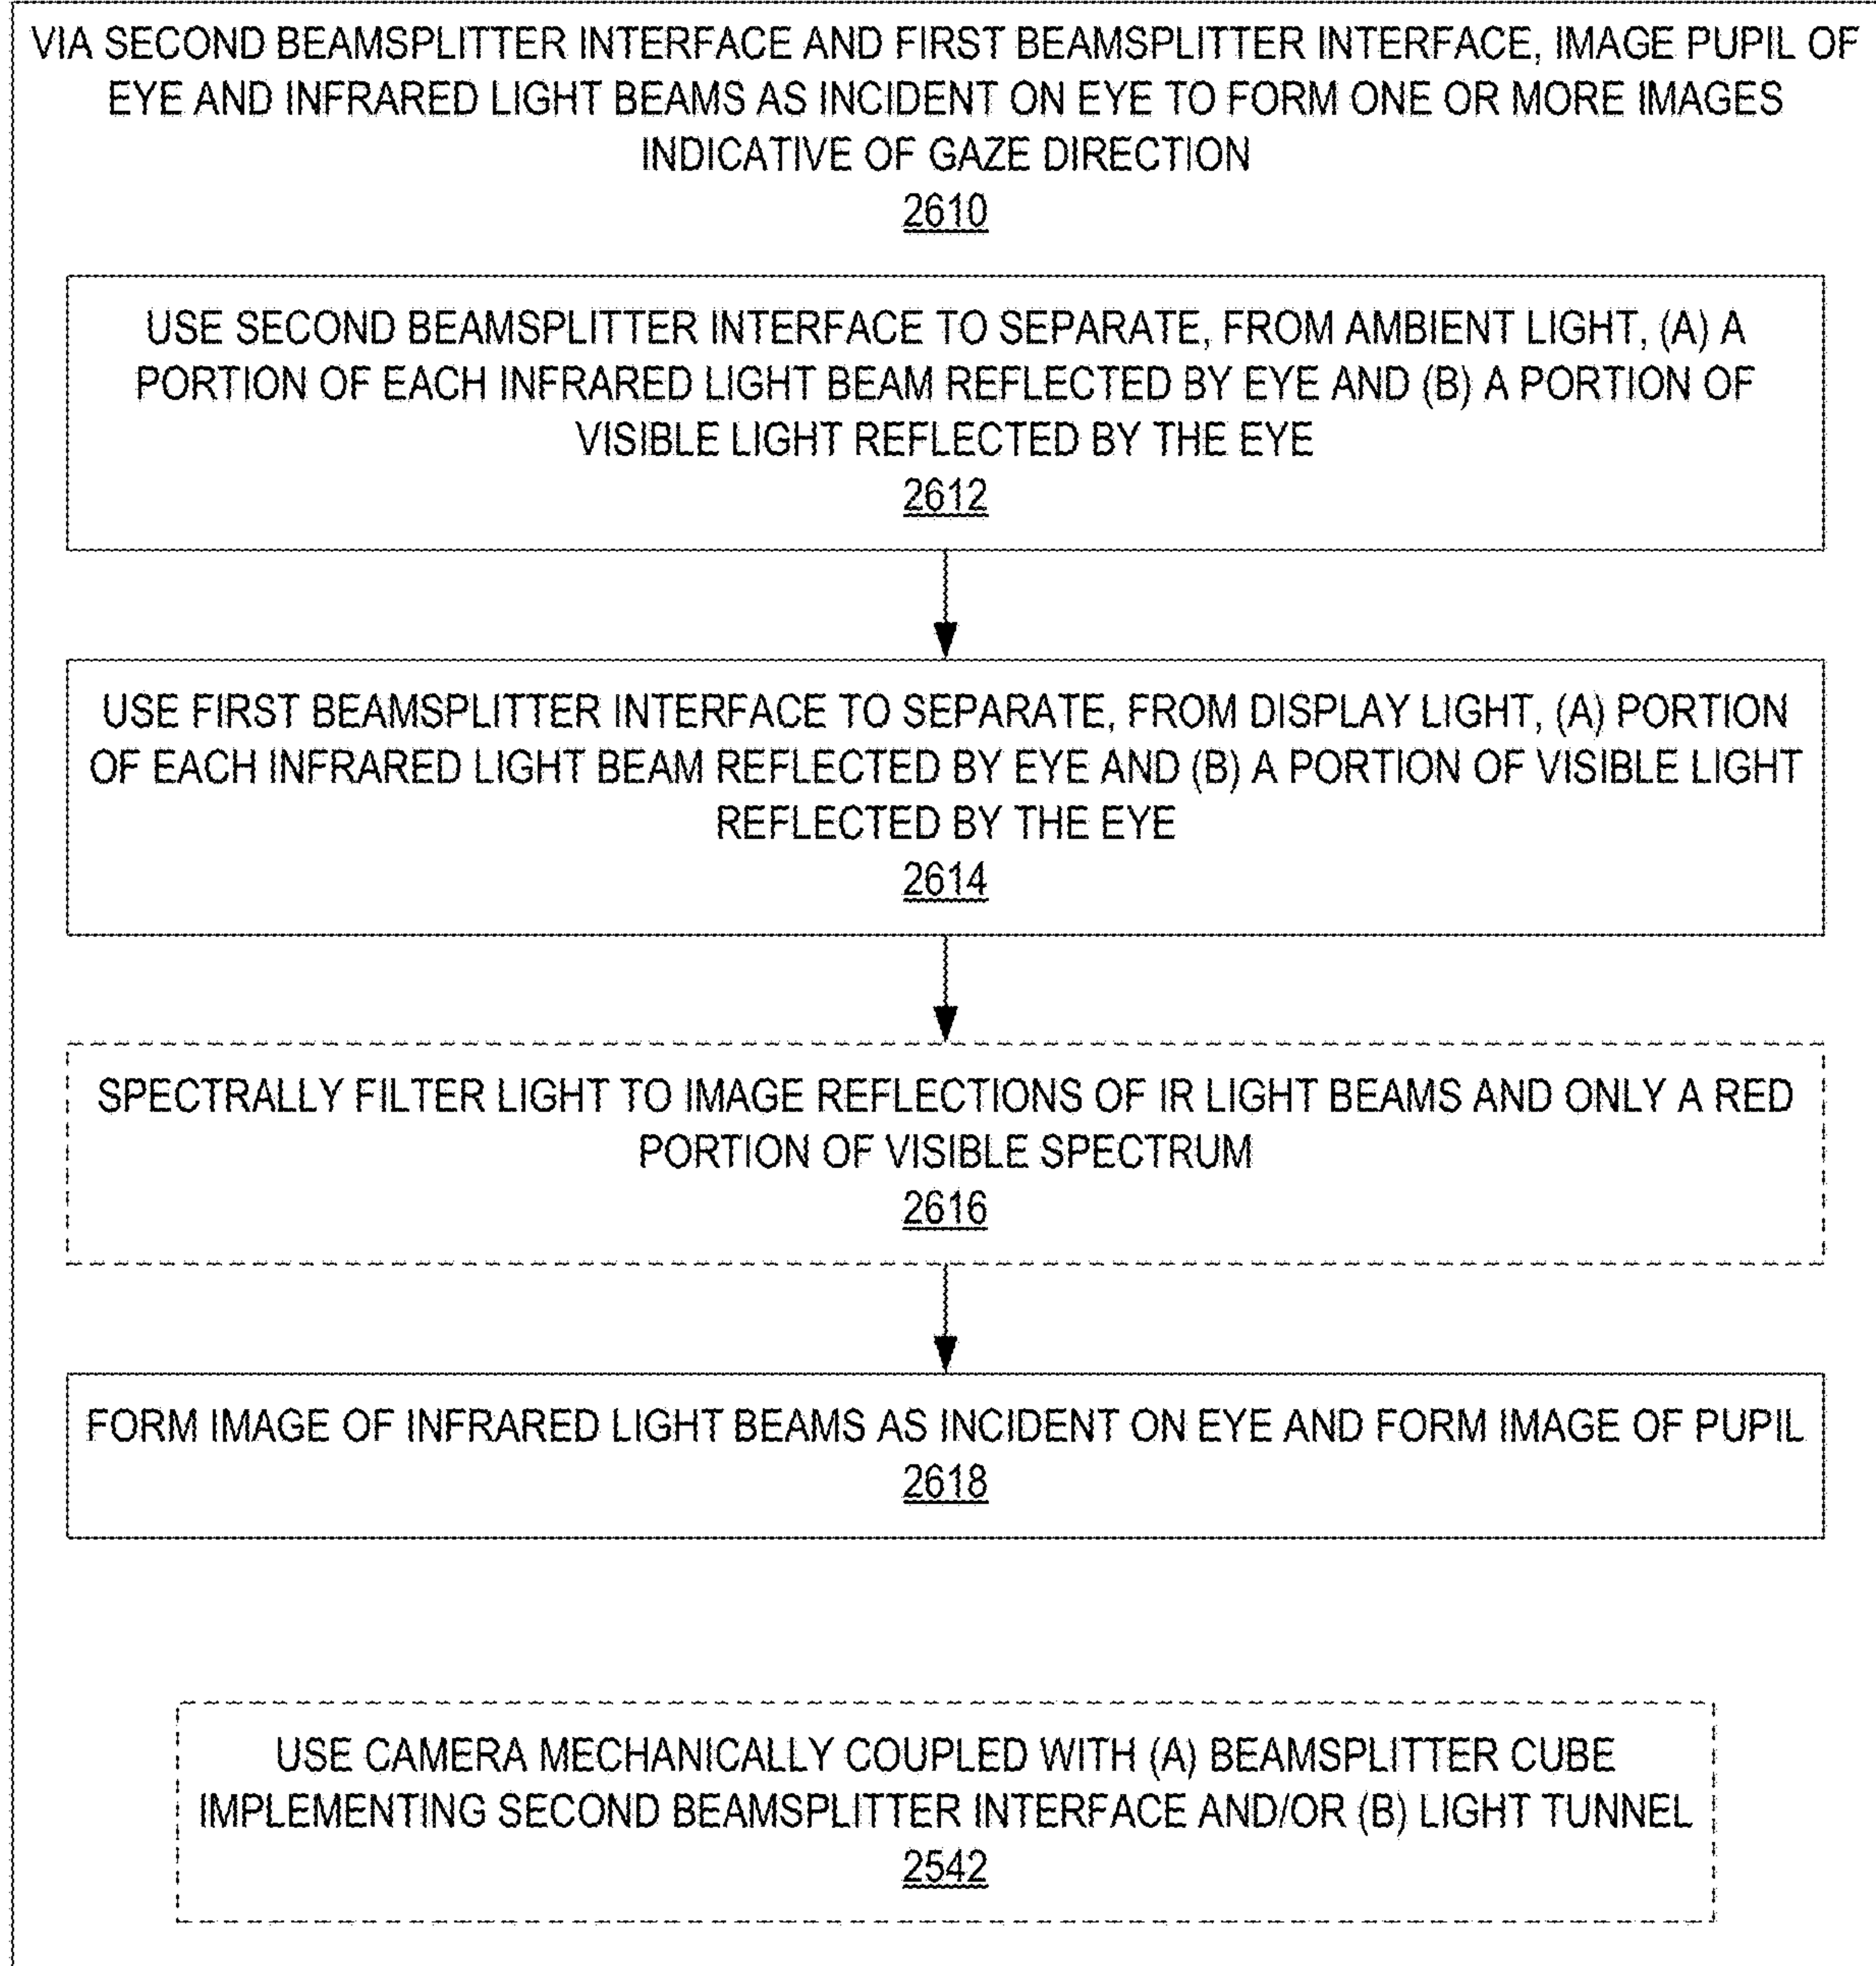 VIA SECOND BEAMSPLITTER INTERFACE AND FIRST BEAMSPLITTER INTERFACE, IMAGE PUPIL OF
EYE AND INFRARED LIGHT BEAMS AS INCIDENT ON EYE TO FORM ONE OR MORE IMAGES
INDICATIVE OF GAZE DIRECTION
2610
USE SECOND BEAMSPLITTER INTERFACE TO SEPARATE, FROM AMBIENT LIGHT, (A) A
PORTION OF EACH INFRARED LIGHT BEAM REFLECTED BY EYE AND (B) A PORTION OF
VISIBLE LIGHT REFLECTED BY THE EYE
2612
USE FIRST BEAMSPLITTER INTERFACE TO SEPARATE, FROM DISPLAY LIGHT, (A) PORTION
OF EACH INFRARED LIGHT BEAM REFLECTED BY EYE AND (B) A PORTION OF VISIBLE LIGHT
REFLECTED BY THE EYE
2614
SPECTRALLY FILTER LIGHT TO IMAGE REFLECTIONS OF IR LIGHT BEAMS AND ONLY A RED
PORTION OF VISIBLE SPECTRUM
2616
FORM IMAGE OF INFRARED LIGHT BEAMS AS INCIDENT ON EYE AND FORM IMAGE OF PUPIL
2618
USE CAMERA MECHANICALLY COUPLED WITH (A) BEAMSPLITTER CUBE
IMPLEMENTING SECOND BEAMSPLITTER INTERFACE AND/OR (B) LIGHT TUNNEL
2542